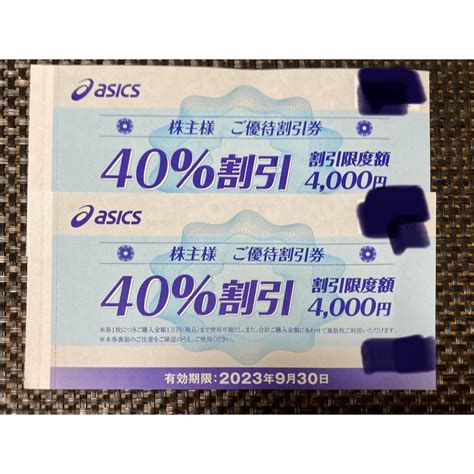 asics
株主様 ご優待割引券
40%割引 割引限度額 4,000円
asics
株主様 ご優待割引券
40%割引 割引限度額 4,000円
本券1枚につきご購入金額1万円(税込)まで使用可能とし、また、合計ご購入金額にあわせて複数枚ご利用いただけます。
※本券裏面のご注意をご確認のうえ、ご使用ください。
有効期限:2023年9月30日